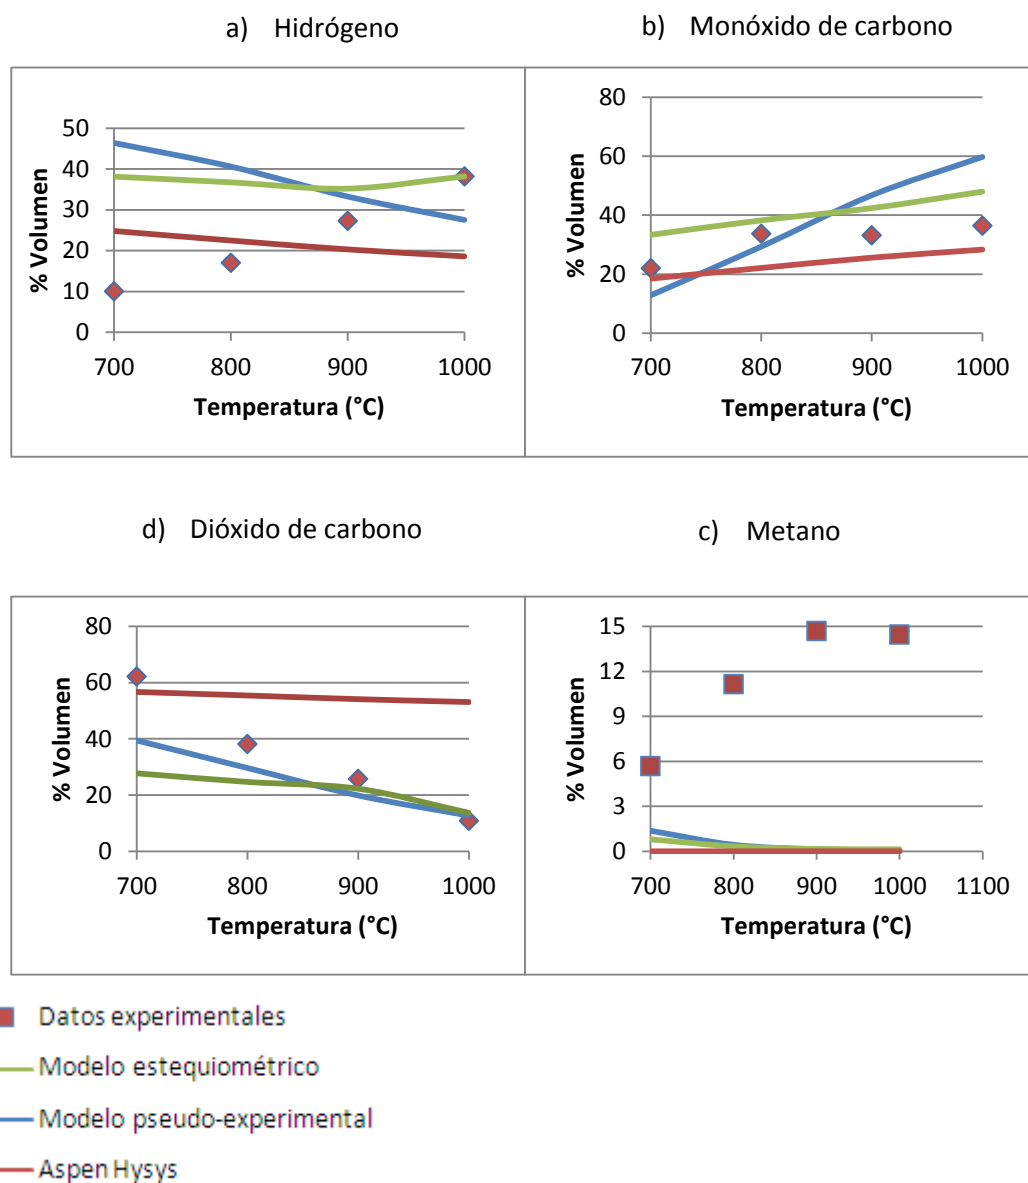 a) Hidrógeno
b) Monóxido de carbono
% Volumen
50
40
30
20
10
0
700 800 900 1000
Temperatura (°C)
% Volumen
80
60
40
20
0
700 800 900 1000
Temperatura (°C)
d) Dióxido de carbono
c) Metano
% Volumen
80
60
40
20
0
700 800 900 1000
Temperatura (°C)
% Volumen
15
12
9
6
3
0
700 800 900 1000 1100
Temperatura (°C)
Datos experimentales
Modelo estequiométrico
Modelo pseudo-experimental
Aspen Hysys